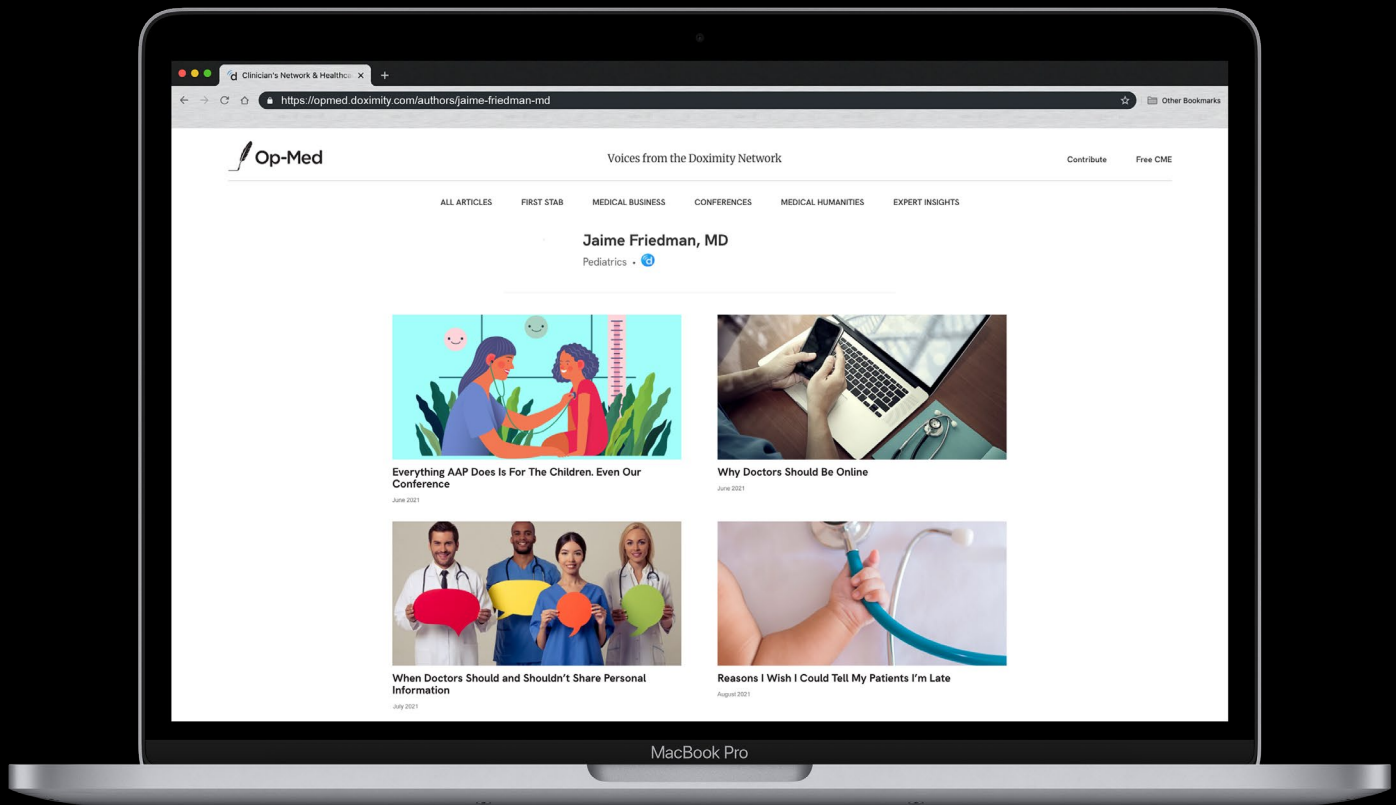 Clinician's Network & Healthca
https://opmed.doximity.com/authors/jaime-friedman-md
Other Bookmarks
Op-Med
Voices from the Doximity Network
Contribute
Free CME
ALL ARTICLES
FIRST STAB
MEDICAL BUSINESS
CONFERENCES
MEDICAL HUMANITIES
EXPERT INSIGHTS
Jaime Friedman, MD
Pediatrics •
Everything AAP Does Is For The Children. Even Our
Conference
June 2021
Why Doctors Should Be Online
June 2021
When Doctors Should and Shouldn't Share Personal
Information
July 2021
Reasons I Wish I Could Tell My Patients I'm Late
August 2021
MacBook Pro